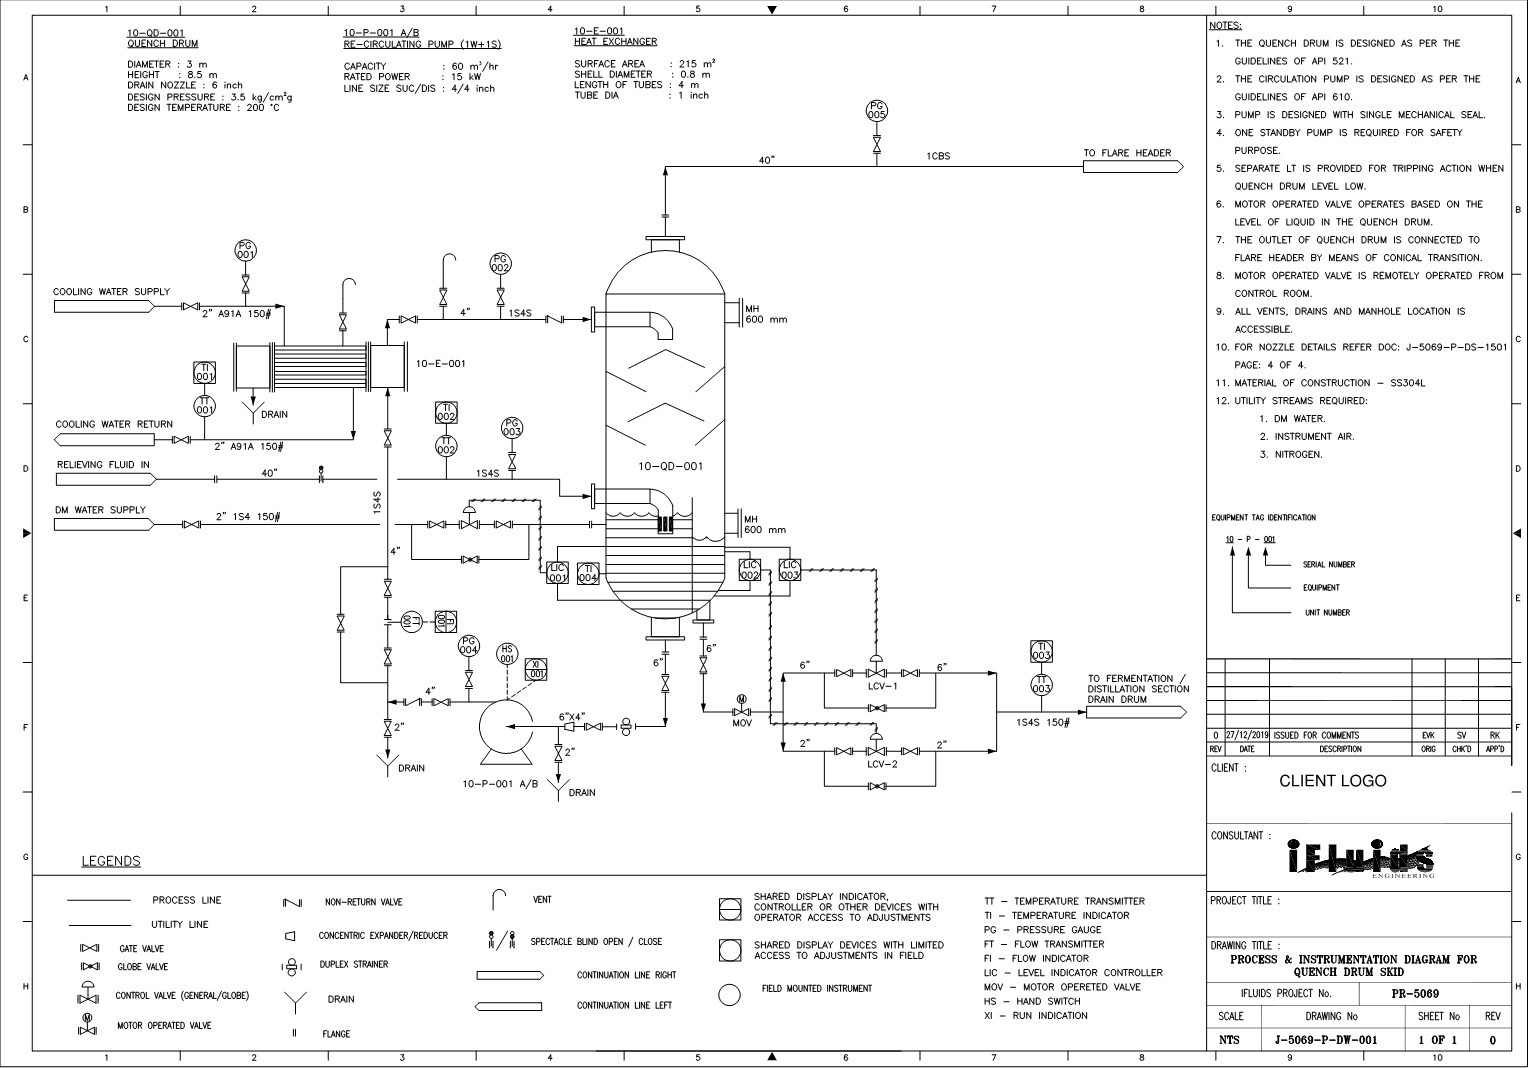 1 2 3 4 5 6 7 8 9 10
10-QD-001
QUENCH DRUM
DIAMETER : 3 m
HEIGHT : 8.5 m
DRAIN NOZZLE : 6 inch
DESIGN PRESSURE : 3.5 kg/cm²g
DESIGN TEMPERATURE : 200 °C
10-P-001 A/B
RE-CIRCULATING PUMP (1W+1S)
CAPACITY : 60 m³/hr
RATED POWER : 15 kW
LINE SIZE SUC/DIS : 4/4 inch
10-E-001
HEAT EXCHANGER
SURFACE AREA : 215 m²
SHELL DIAMETER : 0.8 m
LENGTH OF TUBES : 4 m
TUBE DIA : 1 inch
A
B
C
D
E
F
G
H
PG
005
40"
1CBS
TO FLARE HEADER
PG
001
PG
002
COOLING WATER SUPPLY
2" A91A 150#
4"
1S4S
MH
600 mm
TI
001
10-E-001
TT
001
DRAIN
TI
002
COOLING WATER RETURN
2" A91A 150#
TT
002
PG
003
RELIEVING FLUID IN
40"
1S4S
10-QD-001
1S4S
DM WATER SUPPLY
2" 1S4 150#
MH
600 mm
4"
LIC
001
TI
004
LIC
002
LIC
003
FT
001
FI
001
PG
004
HS
001
XI
001
6"
6"
6"
6"
LCV-1
TI
003
TT
003
TO FERMENTATION /
DISTILLATION SECTION
DRAIN DRUM
4"
6"X4"
M
MOV
1S4S 150#
2"
2"
2"
2"
LCV-2
DRAIN
10-P-001 A/B
DRAIN
LEGENDS
PROCESS LINE
UTILITY LINE
GATE VALVE
GLOBE VALVE
CONTROL VALVE (GENERAL/GLOBE)
M
MOTOR OPERATED VALVE
NON-RETURN VALVE
CONCENTRIC EXPANDER/REDUCER
DUPLEX STRAINER
DRAIN
FLANGE
VENT
SPECTACLE BLIND OPEN / CLOSE
CONTINUATION LINE RIGHT
CONTINUATION LINE LEFT
SHARED DISPLAY INDICATOR,
CONTROLLER OR OTHER DEVICES WITH
OPERATOR ACCESS TO ADJUSTMENTS
SHARED DISPLAY DEVICES WITH LIMITED
ACCESS TO ADJUSTMENTS IN FIELD
FIELD MOUNTED INSTRUMENT
TT - TEMPERATURE TRANSMITTER
TI - TEMPERATURE INDICATOR
PG - PRESSURE GAUGE
FT - FLOW TRANSMITTER
FI - FLOW INDICATOR
LIC - LEVEL INDICATOR CONTROLLER
MOV - MOTOR OPERETED VALVE
HS - HAND SWITCH
XI - RUN INDICATION
NOTES:
1. THE QUENCH DRUM IS DESIGNED AS PER THE
GUIDELINES OF API 521.
2. THE CIRCULATION PUMP IS DESIGNED AS PER THE
GUIDELINES OF API 610.
3. PUMP IS DESIGNED WITH SINGLE MECHANICAL SEAL.
4. ONE STANDBY PUMP IS REQUIRED FOR SAFETY
PURPOSE.
5. SEPARATE LT IS PROVIDED FOR TRIPPING ACTION WHEN
QUENCH DRUM LEVEL LOW.
6. MOTOR OPERATED VALVE OPERATES BASED ON THE
LEVEL OF LIQUID IN THE QUENCH DRUM.
7. THE OUTLET OF QUENCH DRUM IS CONNECTED TO
FLARE HEADER BY MEANS OF CONICAL TRANSITION.
8. MOTOR OPERATED VALVE IS REMOTELY OPERATED FROM
CONTROL ROOM.
9. ALL VENTS, DRAINS AND MANHOLE LOCATION IS
ACCESSIBLE.
10. FOR NOZZLE DETAILS REFER DOC: J-5069-P-DS-1501
PAGE: 4 OF 4.
11. MATERIAL OF CONSTRUCTION - SS304L
12. UTILITY STREAMS REQUIRED:
1. DM WATER.
2. INSTRUMENT AIR.
3. NITROGEN.
EQUIPMENT TAG IDENTIFICATION
10 - P - 001
SERIAL NUMBER
EQUIPMENT
UNIT NUMBER
0 27/12/2019 ISSUED FOR COMMENTS EVK SV RK
REV DATE DESCRIPTION ORIG CHK'D APP'D
CLIENT :
CLIENT LOGO
CONSULTANT :
iFluids
ENGINEERING
PROJECT TITLE :
DRAWING TITLE :
PROCESS & INSTRUMENTATION DIAGRAM FOR
QUENCH DRUM SKID
IFLUIDS PROJECT No. PR-5069
SCALE DRAWING No SHEET No REV
NTS J-5069-P-DW-001 1 OF 1 0
A
B
C
D
E
F
G
H
1 2 3 4 5 6 7 8 9 10